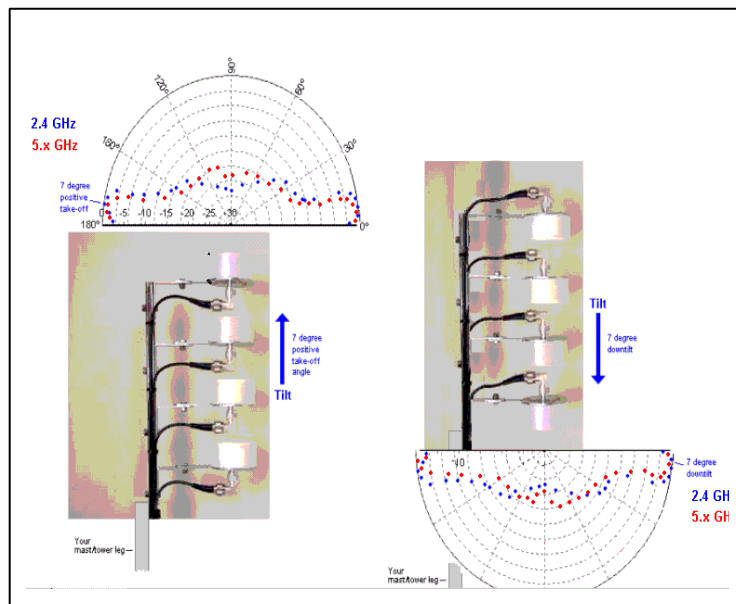 90°
120°
60°
2.4 GHz
5.x GHz
180°
30°
7 degree
positive
take-off
0 -5 -10 -15 -20 -25 -30
180°
0°
Tilt
7 degree
positive
take-off
angle
Tilt
7 degree
downtilt
-10
7 degree
downtilt
2.4 G
5.x GH
Your
mast/tower leg
Your
mast/tower leg